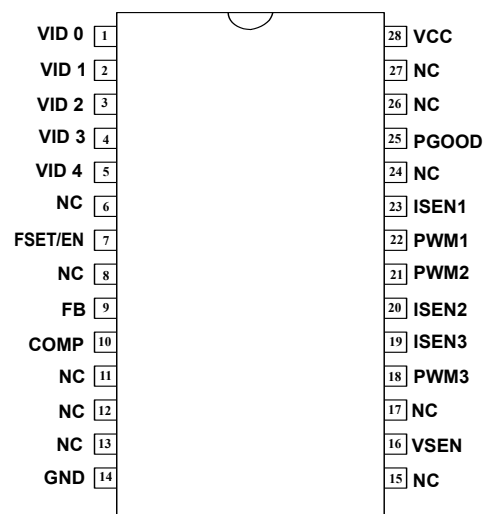 VID 0 1 28 VCC
VID 1 2 27 NC
VID 2 3 26 NC
VID 3 4 25 PGOOD
VID 4 5 24 NC
NC 6 23 ISEN1
FSET/EN 7 22 PWM1
NC 8 21 PWM2
FB 9 20 ISEN2
COMP 10 19 ISEN3
NC 11 18 PWM3
NC 12 17 NC
NC 13 16 VSEN
GND 14 15 NC